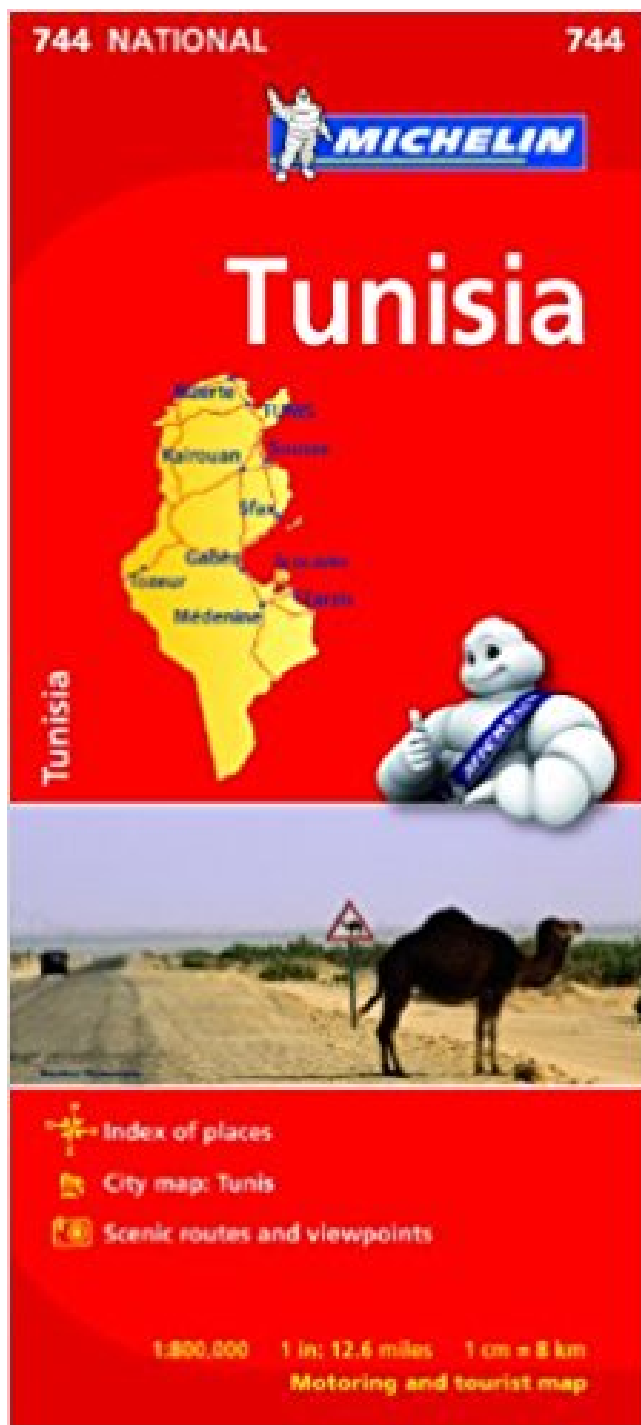 744 NATIONAL 744
MICHELIN
Tunisia
Bizerte
TUNIS
Kairouan
Sousse
Sfax
Gabès
Tozeur
Médenine
Tunisia
MICHELIN
Index of places
City map: Tunis
Scenic routes and viewpoints
1:800,000 1 in: 12.6 miles 1 cm = 8 km
Motoring and tourist map